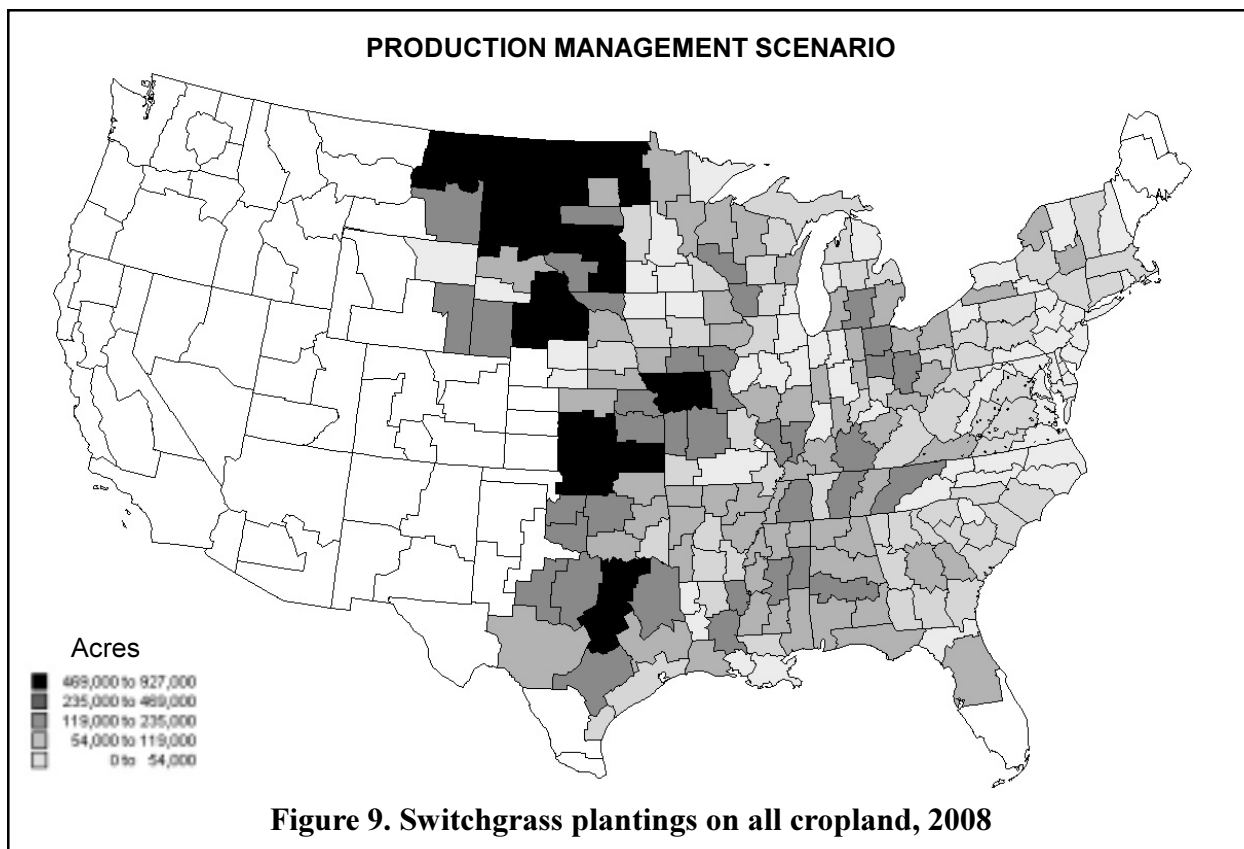 PRODUCTION MANAGEMENT SCENARIO
Acres
469,000 to 927,000
235,000 to 469,000
119,000 to 235,000
54,000 to 119,000
0 to 54,000
Figure 9. Switchgrass plantings on all cropland, 2008